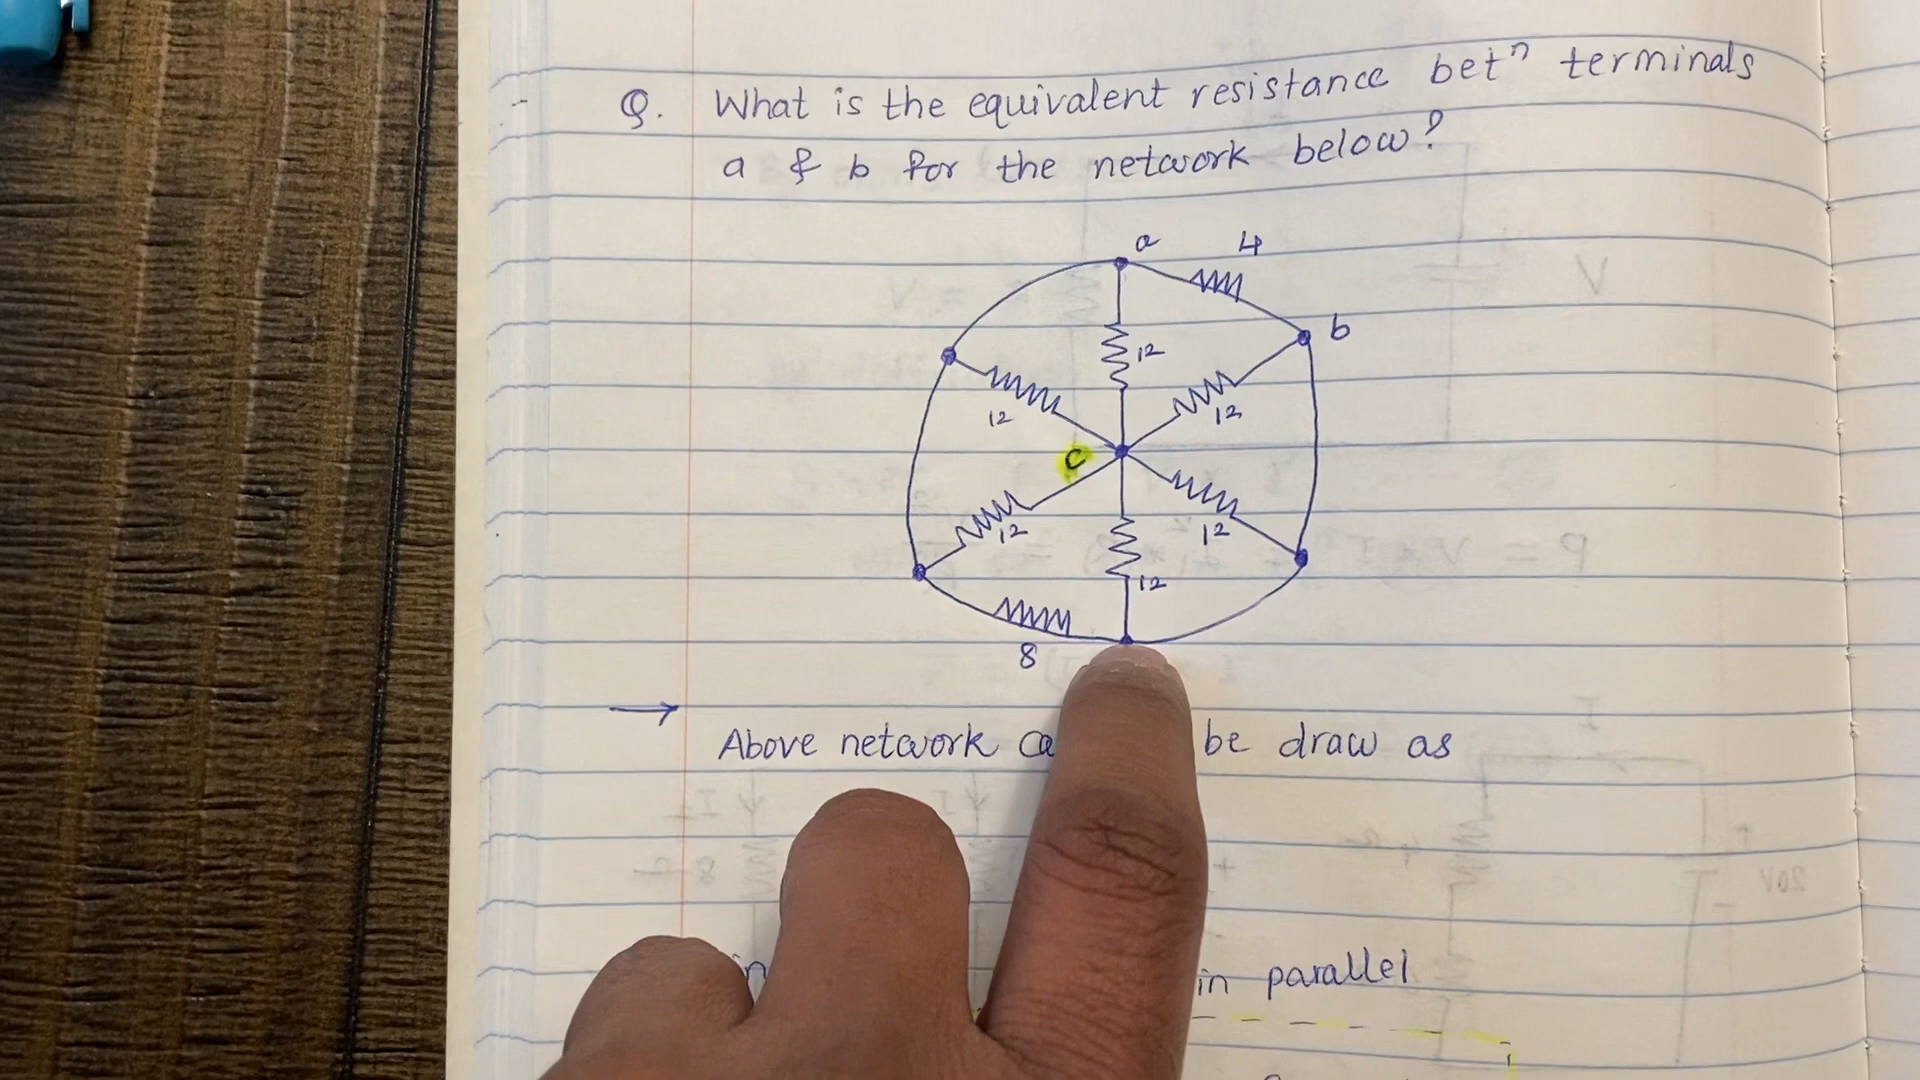 Q. What is the equivalent resistance betⁿ terminals
a & b for the network below?
a 4
b
12
12
12
C
12
12
12
8
→
Above network be draw as
in parallel